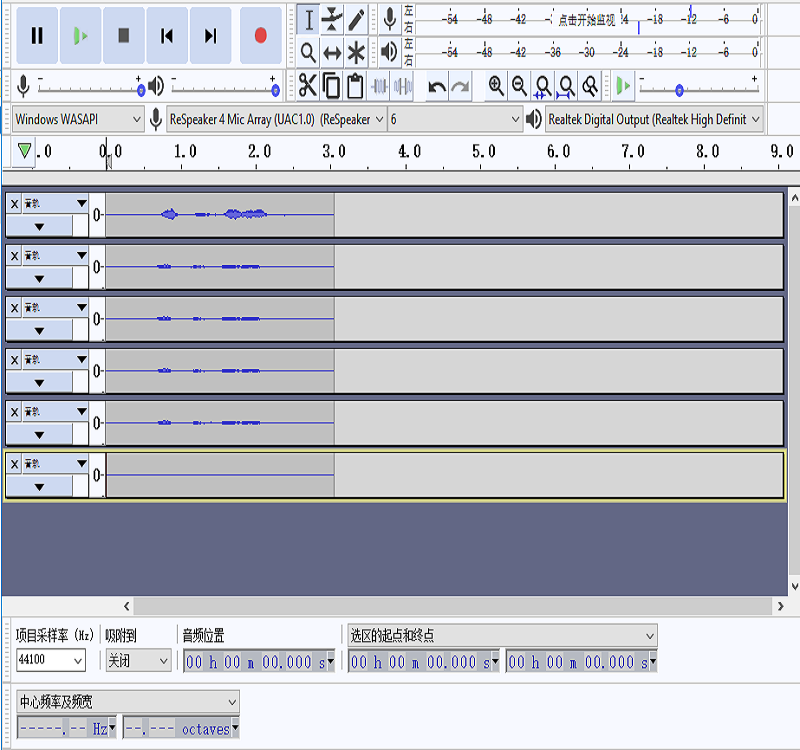 左
右
-54 -48 -42 点击开始监视 -18 -12 -6 0
左
右
-54 -48 -42 -36 -30 -24 -18 -12 -6 0
- +
- +
- +
Windows WASAPI ReSpeaker 4 Mic Array (UAC1.0) (ReSpeaker 6 Realtek Digital Output (Realtek High Definit
.0 0.0 1.0 2.0 3.0 4.0 5.0 6.0 7.0 8.0 9.0
X 音轨 0-
X 音轨 0-
X 音轨 0-
X 音轨 0-
X 音轨 0-
X 音轨 0-
项目采样率 (Hz) 吸附到 音频位置 选区的起点和终点
44100 关闭 00 h 00 m 00.000 s 00 h 00 m 00.000 s 00 h 00 m 00.000 s
中心频率及频宽
-----.-- Hz --.--- octaves